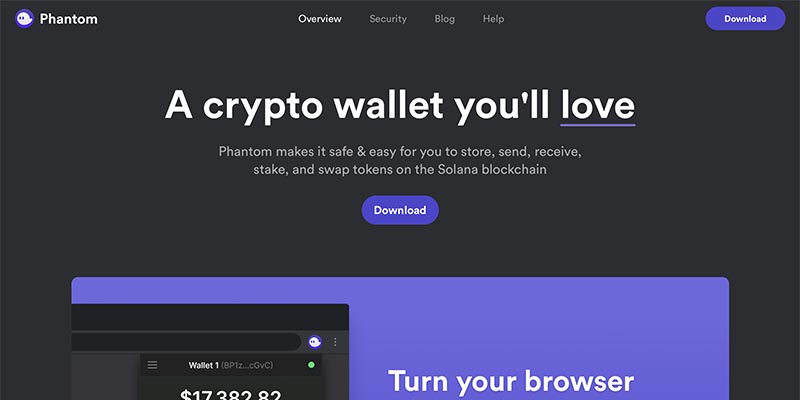 Phantom
Overview
Security
Blog
Help
Download
A crypto wallet you'll love
Phantom makes it safe & easy for you to store, send, receive,
stake, and swap tokens on the Solana blockchain
Download
Wallet 1 (BP1z...cGvC)
$17,382.82
Turn your browser